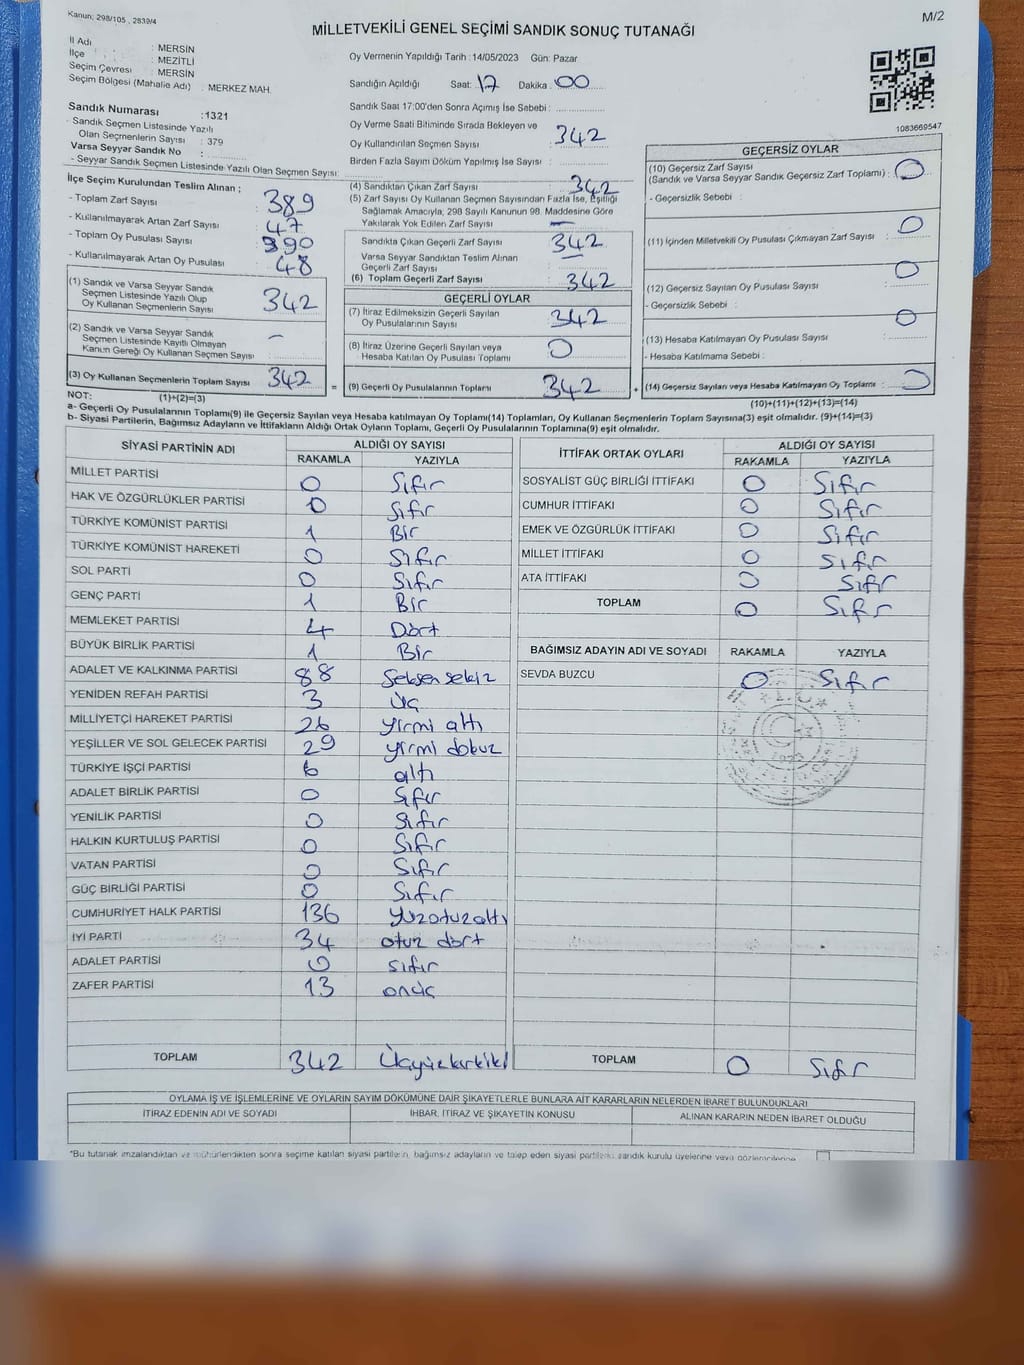 Kanun; 298/105 , 2839/4
M/2
MİLLETVEKİLİ GENEL SEÇİMİ SANDIK SONUÇ TUTANAĞI
İl Adı : MERSİN
İlçe : MEZİTLİ
Seçim Çevresi : MERSİN
Seçim Bölgesi (Mahalle Adı) : MERKEZ MAH.
Oy Vermenin Yapıldığı Tarih :14/05/2023 Gün: Pazar
Sandığın Açıldığı Saat: 17 Dakika: 00
Sandık Saat 17:00'den Sonra Açımış İse Sebebi :
Oy Verme Saati Bitiminde Sırada Bekleyen ve
Oy Kullandırılan Seçmen Sayısı : 342
Birden Fazla Sayım Döküm Yapılmış İse Sayısı :
1083669547
Sandık Numarası :1321
- Sandık Seçmen Listesinde Yazılı
Olan Seçmenlerin Sayısı : 379
Varsa Seyyar Sandık No :
- Seyyar Sandık Seçmen Listesinde Yazılı Olan Seçmen Sayısı:
İlçe Seçim Kurulundan Teslim Alınan ;
- Toplam Zarf Sayısı : 389
- Kullanılmayarak Artan Zarf Sayısı : 47
- Toplam Oy Pusulası Sayısı : 390
- Kullanılmayarak Artan Oy Pusulası : 48
(1) Sandık ve Varsa Seyyar Sandık
Seçmen Listesinde Yazılı Olup
Oy Kullanan Seçmenlerin Sayısı : 342
(2) Sandık ve Varsa Seyyar Sandık
Seçmen Listesinde Kayıtlı Olmayan
Kanun Gereği Oy Kullanan Seçmen Sayısı : -
(3) Oy Kullanan Seçmenlerin Toplam Sayısı : 342
(4) Sandıktan Çıkan Zarf Sayısı : 342
(5) Zarf Sayısı Oy Kullanan Seçmen Sayısından Fazla İse, Eşitliği
Sağlamak Amacıyla, 298 Sayılı Kanunun 98. Maddesine Göre
Yakılarak Yok Edilen Zarf Sayısı : —
Sandıkta Çıkan Geçerli Zarf Sayısı : 342
Varsa Seyyar Sandıktan Teslim Alınan
Geçerli Zarf Sayısı : —
(6) Toplam Geçerli Zarf Sayısı : 342
GEÇERLİ OYLAR
(7) İtiraz Edilmeksizin Geçerli Sayılan
Oy Pusulalarının Sayısı : 342
(8) İtiraz Üzerine Geçerli Sayılan veya
Hesaba Katılan Oy Pusulası Toplamı : 0
= (9) Geçerli Oy Pusulalarının Toplamı : 342 +
GEÇERSİZ OYLAR
(10) Geçersiz Zarf Sayısı
(Sandık ve Varsa Seyyar Sandık Geçersiz Zarf Toplamı) : 0
- Geçersizlik Sebebi :
(11) İçinden Milletvekili Oy Pusulası Çıkmayan Zarf Sayısı : 0
(12) Geçersiz Sayılan Oy Pusulası Sayısı : 0
- Geçersizlik Sebebi :
(13) Hesaba Katılmayan Oy Pusulası Sayısı : 0
- Hesaba Katılmama Sebebi :
(14) Geçersiz Sayılan veya Hesaba Katılmayan Oy Toplamı : 0
NOT: (1)+(2)=(3)
(10)+(11)+(12)+(13)=(14)
a- Geçerli Oy Pusulalarının Toplamı(9) ile Geçersiz Sayılan veya Hesaba katılmayan Oy Toplamı(14) Toplamları, Oy Kullanan Seçmenlerin Toplam Sayısına(3) eşit olmalıdır. (9)+(14)=(3)
b- Siyasi Partilerin, Bağımsız Adayların ve İttifakların Aldığı Ortak Oyların Toplamı, Geçerli Oy Pusulalarının Toplamına(9) eşit olmalıdır.
SİYASİ PARTİNİN ADI ALDIĞI OY SAYISI
RAKAMLA YAZIYLA
MİLLET PARTİSİ 0 Sıfır
HAK VE ÖZGÜRLÜKLER PARTİSİ 0 Sıfır
TÜRKİYE KOMÜNİST PARTİSİ 1 Bir
TÜRKİYE KOMÜNİST HAREKETİ 0 Sıfır
SOL PARTİ 0 Sıfır
GENÇ PARTİ 1 Bir
MEMLEKET PARTİSİ 4 Dört
BÜYÜK BİRLİK PARTİSİ 1 Bir
ADALET VE KALKINMA PARTİSİ 88 Seksen sekiz
YENİDEN REFAH PARTİSİ 3 üç
MİLLİYETÇİ HAREKET PARTİSİ 26 yirmi altı
YEŞİLLER VE SOL GELECEK PARTİSİ 29 yirmi dokuz
TÜRKİYE İŞÇİ PARTİSİ 6 altı
ADALET BİRLİK PARTİSİ 0 Sıfır
YENİLİK PARTİSİ 0 Sıfır
HALKIN KURTULUŞ PARTİSİ 0 Sıfır
VATAN PARTİSİ 0 Sıfır
GÜÇ BİRLİĞİ PARTİSİ 0 Sıfır
CUMHURİYET HALK PARTİSİ 136 yüzotuzaltı
İYİ PARTİ 34 otuz dört
ADALET PARTİSİ 0 sıfır
ZAFER PARTİSİ 13 onüç
TOPLAM 342 Üçyüzkırkiki
İTTİFAK ORTAK OYLARI ALDIĞI OY SAYISI
RAKAMLA YAZIYLA
SOSYALİST GÜÇ BİRLİĞİ İTTİFAKI 0 Sıfır
CUMHUR İTTİFAKI 0 Sıfır
EMEK VE ÖZGÜRLÜK İTTİFAKI 0 Sıfır
MİLLET İTTİFAKI 0 Sıfır
ATA İTTİFAKI 0 Sıfır
TOPLAM 0 Sıfır
BAĞIMSIZ ADAYIN ADI VE SOYADI RAKAMLA YAZIYLA
SEVDA BUZCU 0 Sıfır
TOPLAM 0 Sıfır
OYLAMA İŞ VE İŞLEMLERİNE VE OYLARIN SAYIM DÖKÜMÜNE DAİR ŞİKAYETLERLE BUNLARA AİT KARARLARIN NELERDEN İBARET BULUNDUKLARI
İTİRAZ EDENİN ADI VE SOYADI İHBAR, İTİRAZ VE ŞİKAYETİN KONUSU ALINAN KARARIN NEDEN İBARET OLDUĞU
*Bu tutanak imzalandıktan ve mühürlendikten sonra seçime katılan siyasi partilerin, bağımsız adayların ve talep eden siyasi partilerin sandık kurulu üyelerine veya gözlemcilerine